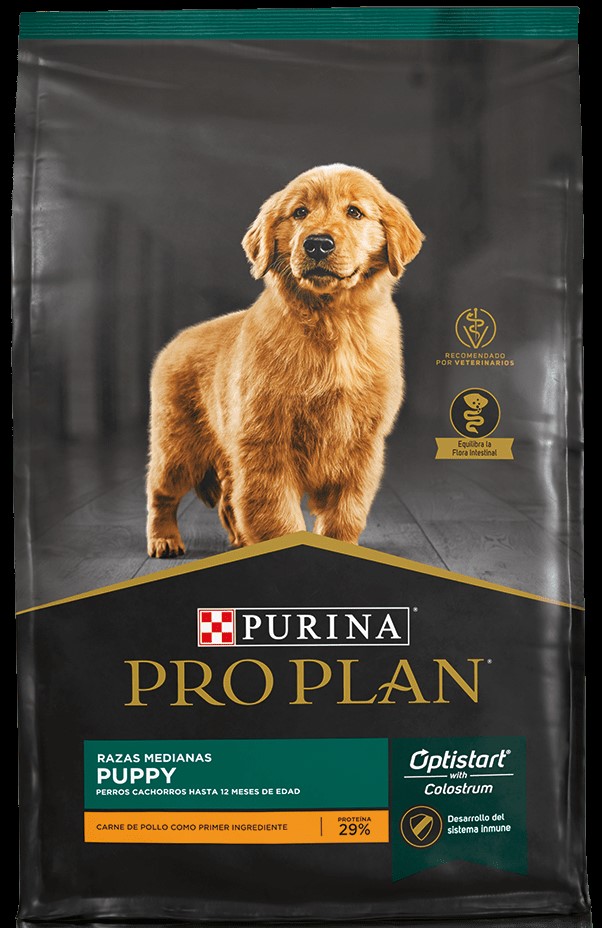 RECOMENDADO
POR VETERINARIOS
Equilibra la
Flora Intestinal
PURINA®
PRO PLAN®
RAZAS MEDIANAS
PUPPY
PERROS CACHORROS HASTA 12 MESES DE EDAD
CARNE DE POLLO COMO PRIMER INGREDIENTE
PROTEÍNA
29%
Optistart®
with
Colostrum
Desarrollo del
sistema inmune